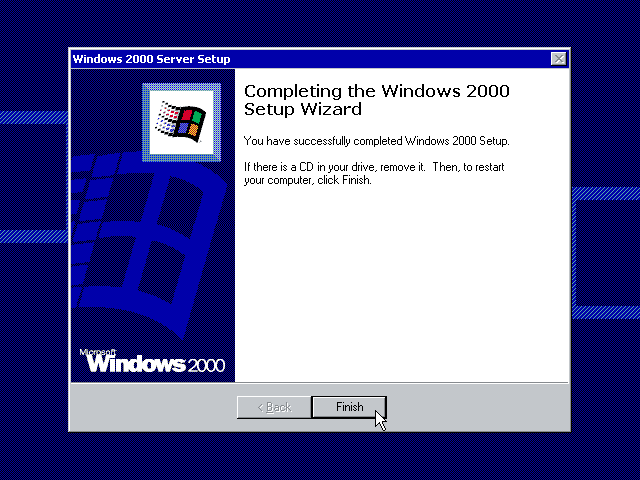 Windows 2000 Server Setup
Completing the Windows 2000
Setup Wizard
You have successfully completed Windows 2000 Setup.
If there is a CD in your drive, remove it.  Then, to restart
your computer, click Finish.
Microsoft
Windows 2000
< Back
Finish